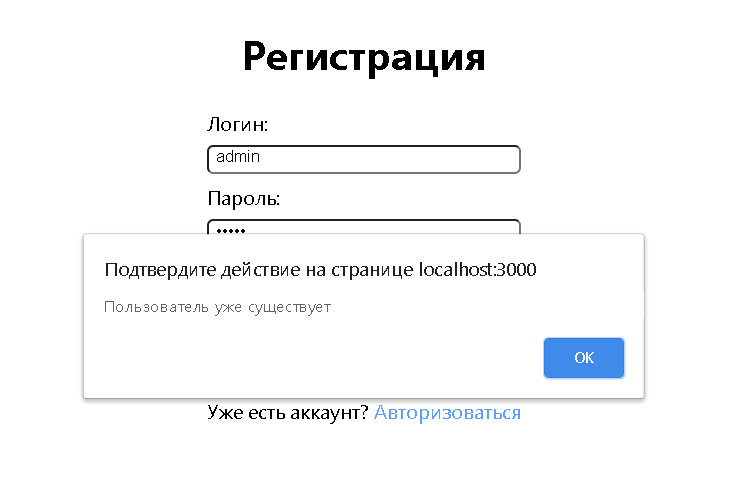 Регистрация
Логин:
admin
Пароль:
•••••
Подтвердите действие на странице localhost:3000
Пользователь уже существует
OK
Уже есть аккаунт? Авторизоваться